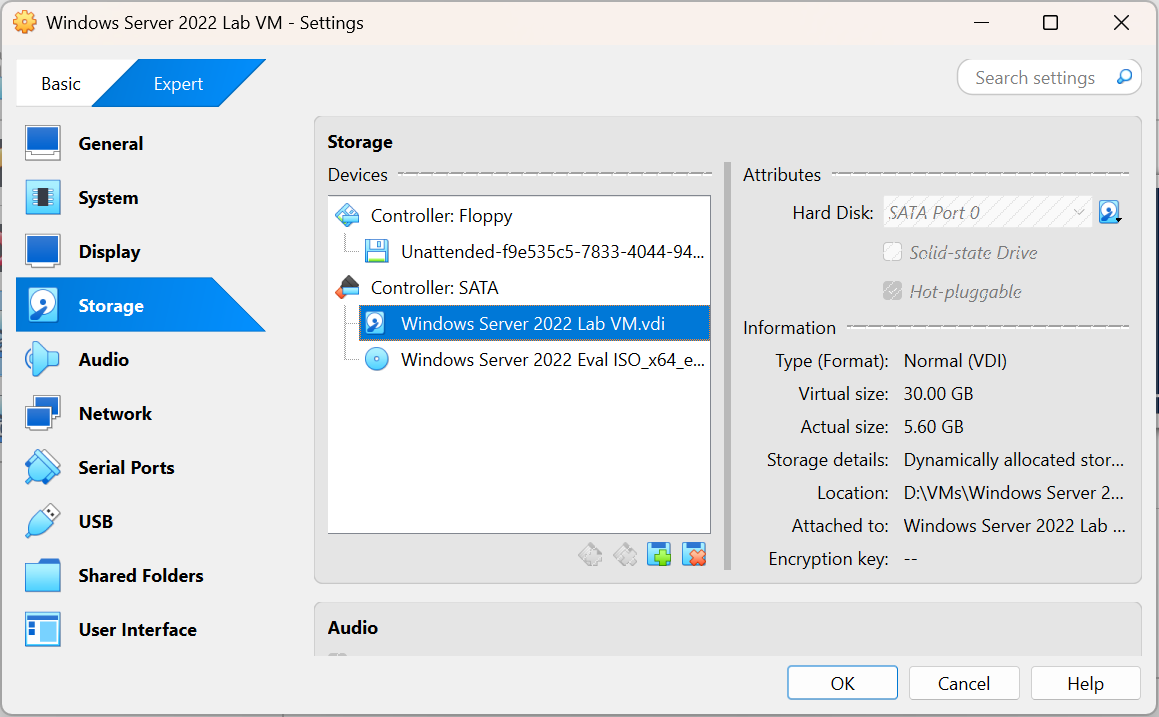 Windows Server 2022 Lab VM - Settings
Basic
Expert
Search settings
General
System
Display
Storage
Audio
Network
Serial Ports
USB
Shared Folders
User Interface
Storage
Devices
Controller: Floppy
Unattended-f9e535c5-7833-4044-94...
Controller: SATA
Windows Server 2022 Lab VM.vdi
Windows Server 2022 Eval ISO_x64_e...
Attributes
Hard Disk: SATA Port 0
Solid-state Drive
Hot-pluggable
Information
Type (Format): Normal (VDI)
Virtual size: 30.00 GB
Actual size: 5.60 GB
Storage details: Dynamically allocated stor...
Location: D:\VMs\Windows Server 2...
Attached to: Windows Server 2022 Lab ...
Encryption key: --
Audio
OK
Cancel
Help